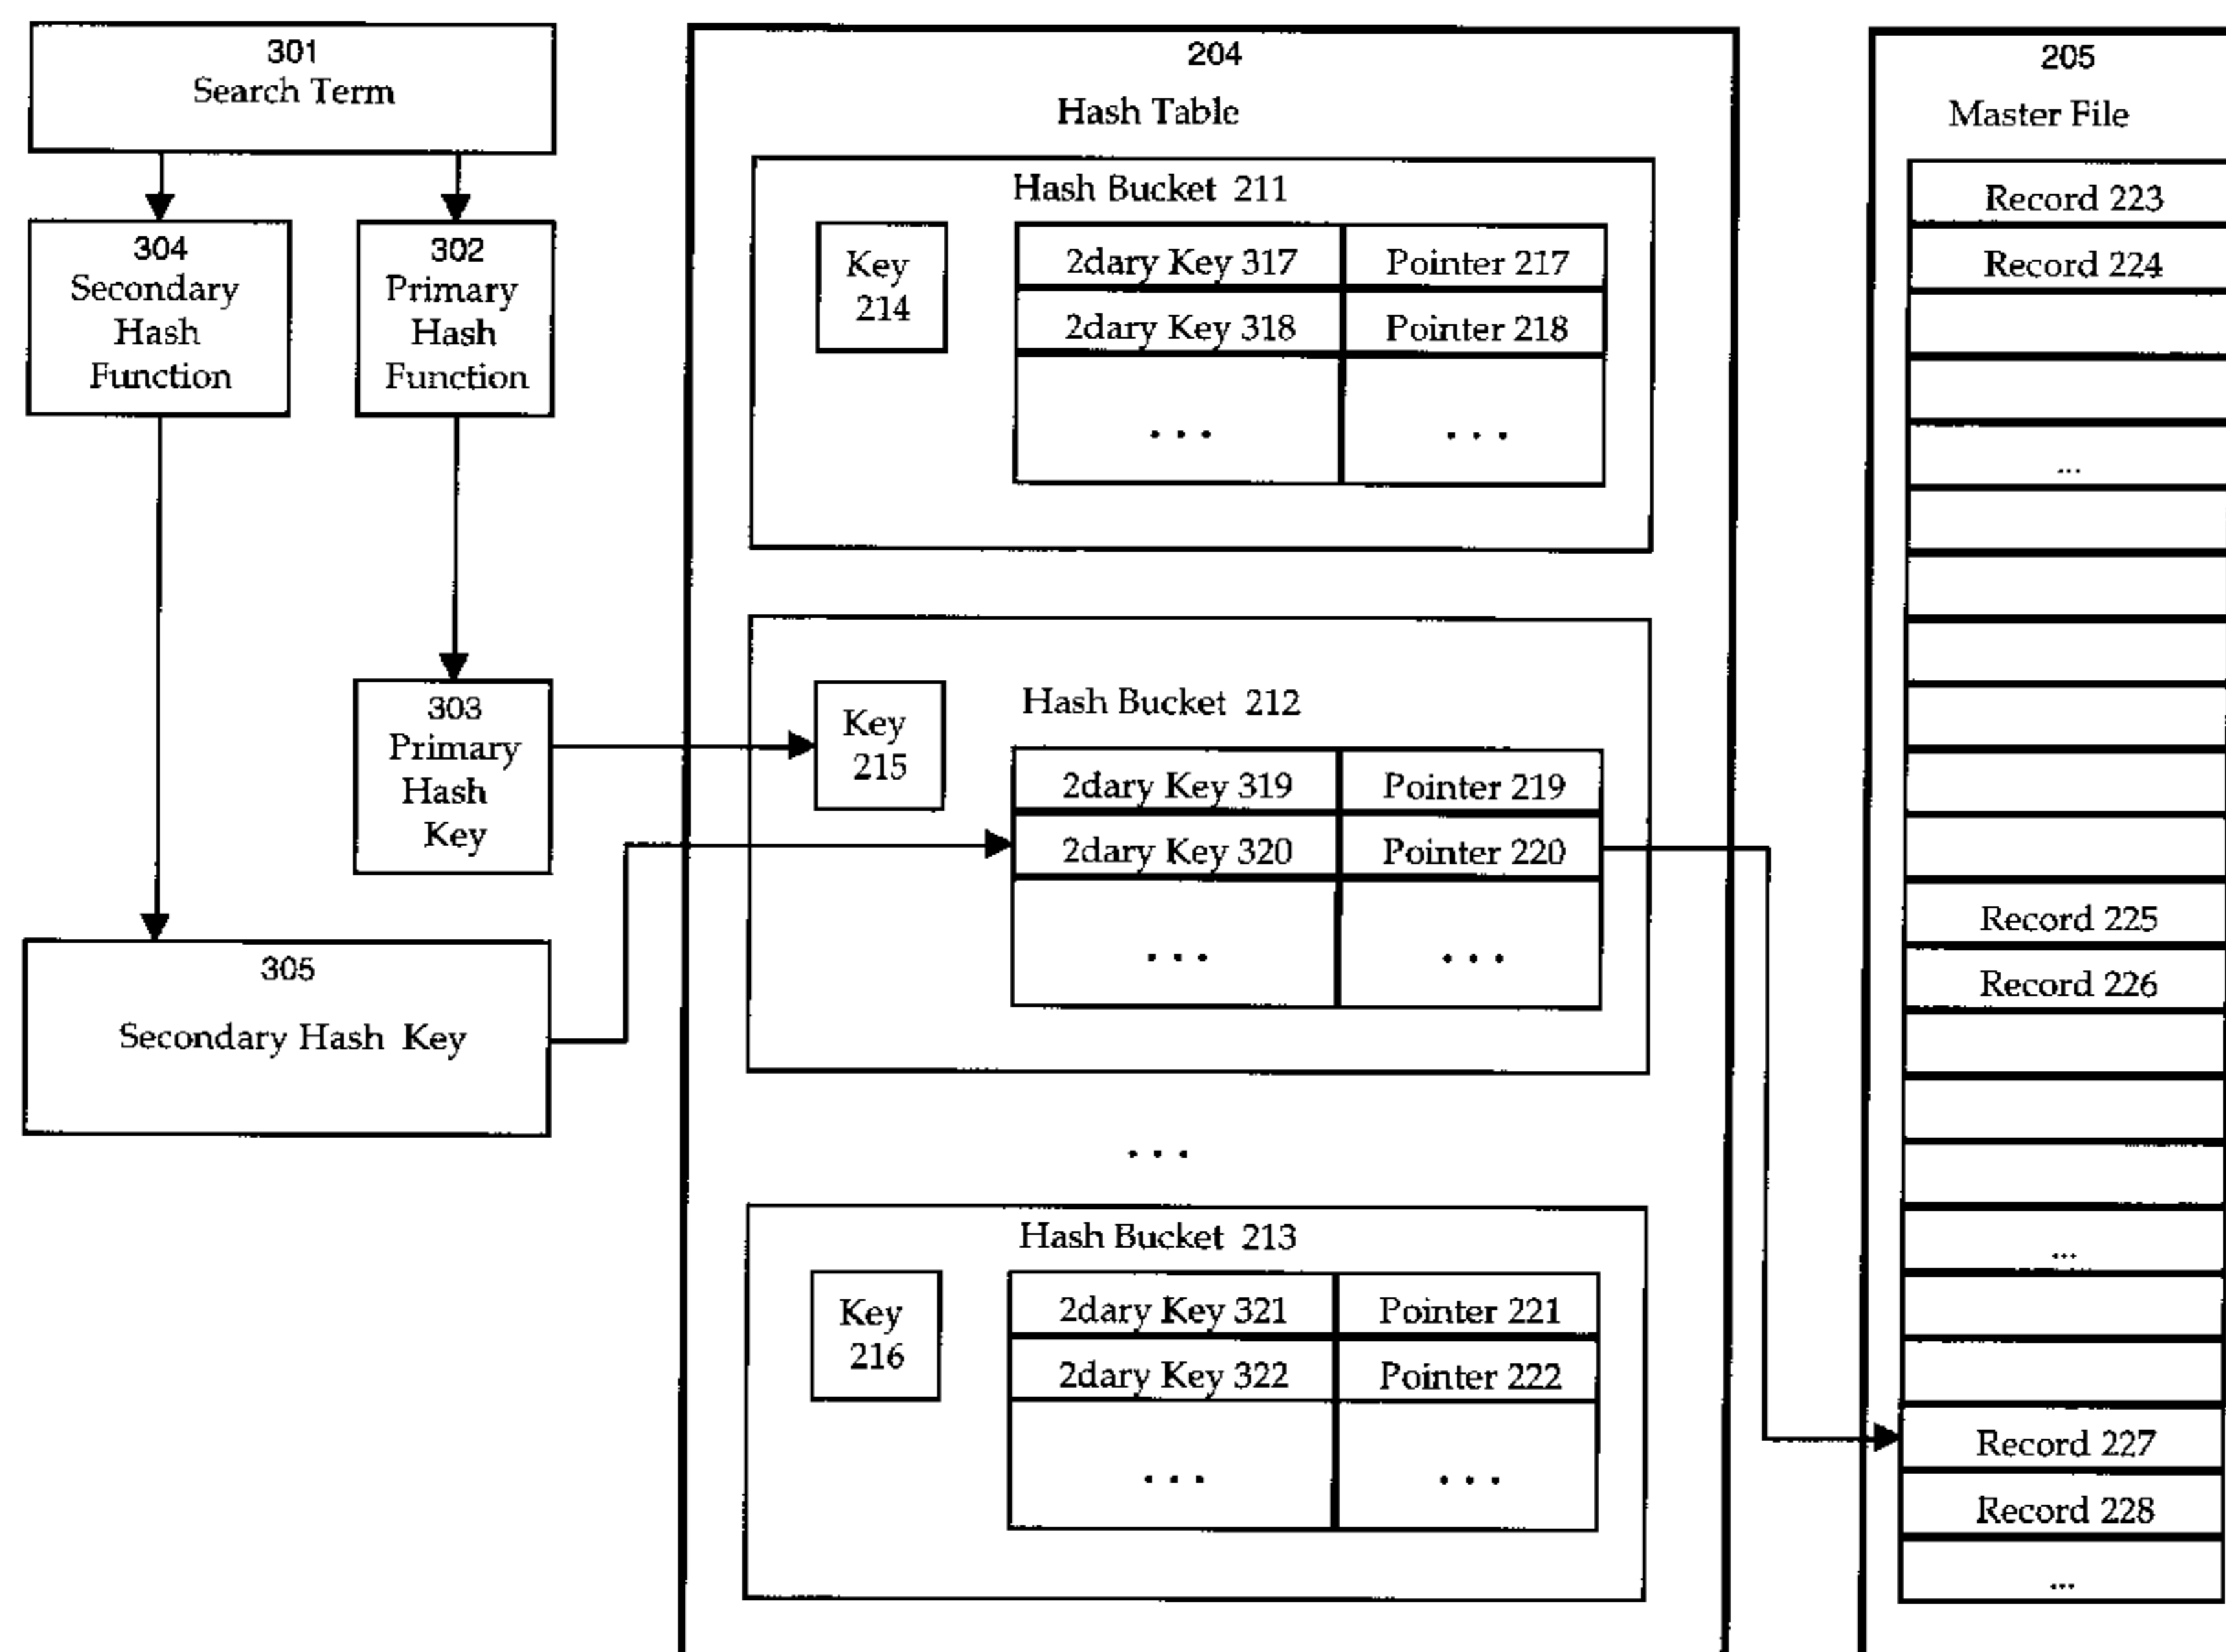 301
Search Term
304
Secondary
Hash
Function
302
Primary
Hash
Function
303
Primary
Hash
Key
305
Secondary Hash Key
204
Hash Table
Hash Bucket 211
Key
214
2dary Key 317 Pointer 217
2dary Key 318 Pointer 218
... ...
Hash Bucket 212
Key
215
2dary Key 319 Pointer 219
2dary Key 320 Pointer 220
... ...
...
Hash Bucket 213
Key
216
2dary Key 321 Pointer 221
2dary Key 322 Pointer 222
... ...
205
Master File
Record 223
Record 224
...
Record 225
Record 226
...
Record 227
Record 228
...